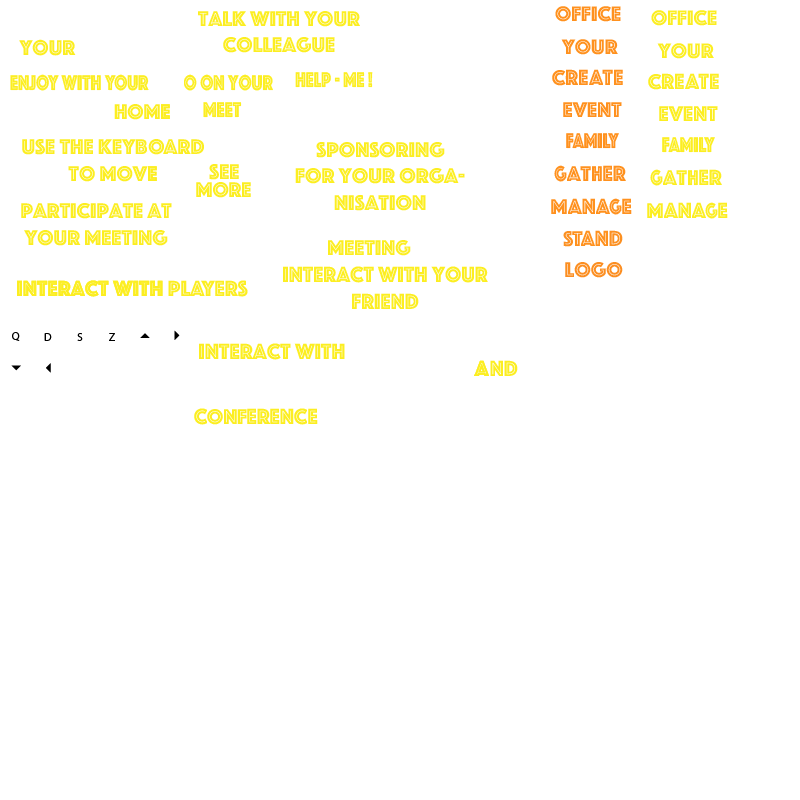 TALK WITH YOUR
COLLEAGUE
YOUR
ENJOY WITH YOUR
O ON YOUR
HELP - ME !
HOME
MEET
USE THE KEYBOARD
TO MOVE
SEE
MORE
PARTICIPATE AT
YOUR MEETING
SPONSORING
FOR YOUR ORGA-
NISATION
MEETING
INTERACT WITH YOUR
FRIEND
INTERACT WITH PLAYERS
Q D S Z
INTERACT WITH
AND
CONFERENCE
OFFICE
YOUR
CREATE
EVENT
FAMILY
GATHER
MANAGE
STAND
LOGO
OFFICE
YOUR
CREATE
EVENT
FAMILY
GATHER
MANAGE